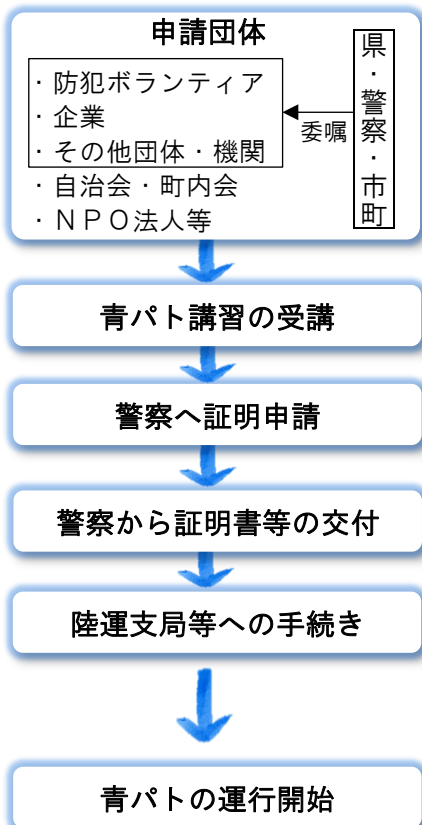 申請団体
・防犯ボランティア
・企業
・その他団体・機関
・自治会・町内会
・ＮＰＯ法人等
委嘱
県・警察・市町
青パト講習の受講
警察へ証明申請
警察から証明書等の交付
陸運支局等への手続き
青パトの運行開始